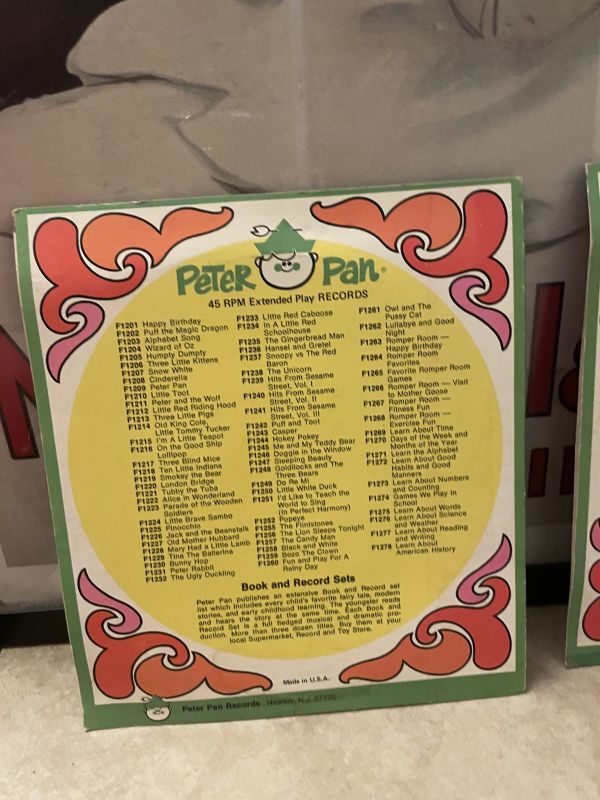 PETER PAN®
45 RPM Extended Play RECORDS
F1201 Happy Birthday
F1202 Puff the Magic Dragon
F1203 Alphabet Song
F1204 Wizard of Oz
F1205 Humpty Dumpty
F1206 Three Little Kittens
F1207 Snow White
F1208 Cinderella
F1209 Peter Pan
F1210 Little Toot
F1211 Peter and the Wolf
F1212 Little Red Riding Hood
F1213 Three Little Pigs
F1214 Old King Cole,
Little Tommy Tucker
F1215 I'm A Little Teapot
F1216 On the Good Ship
Lollipop
F1217 Three Blind Mice
F1218 Ten Little Indians
F1219 Smokey the Bear
F1220 London Bridge
F1221 Tubby the Tuba
F1222 Alice in Wonderland
F1223 Parade of the Wooden
Soldiers
F1224 Little Brave Sambo
F1225 Pinocchio
F1226 Jack and the Beanstalk
F1227 Old Mother Hubbard
F1228 Mary Had a Little Lamb
F1229 Tina The Ballerina
F1230 Bunny Hop
F1231 Peter Rabbit
F1232 The Ugly Duckling
F1233 Little Red Caboose
F1234 In A Little Red
Schoolhouse
F1235 The Gingerbread Man
F1236 Hansel and Gretel
F1237 Snoopy vs The Red
Baron
F1238 The Unicorn
F1239 Hits From Sesame
Street, Vol. I
F1240 Hits From Sesame
Street, Vol. II
F1241 Hits From Sesame
Street, Vol. III
F1242 Puff and Toot
F1243 Casper
F1244 Hokey Pokey
F1245 Me and My Teddy Bear
F1246 Doggie in the Window
F1247 Sleeping Beauty
F1248 Goldilocks and The
Three Bears
F1249 Do Re Mi
F1250 Little White Duck
F1251 I'd Like to Teach the
World to Sing
(In Perfect Harmony)
F1252 Popeye
F1255 The Flintstones
F1256 The Lion Sleeps Tonight
F1257 The Candy Man
F1258 Black and White
F1259 Bozo The Clown
F1260 Fun and Play For A
Rainy Day
F1261 Owl and The
Pussy Cat
F1262 Lullabye and Good
Night
F1263 Romper Room —
Happy Birthday
F1264 Romper Room
Favorites
F1265 Favorite Romper Room
Games
F1266 Romper Room — Visit
to Mother Goose
F1267 Romper Room —
Fitness Fun
F1268 Romper Room —
Exercise Fun
F1269 Learn About Time
F1270 Days of the Week and
Months of the Year
F1271 Learn the Alphabet
F1272 Learn About Good
Habits and Good
Manners
F1273 Learn About Numbers
and Counting
F1274 Games We Play In
School
F1275 Learn About Words
F1276 Learn About Science
and Weather
F1277 Learn About Reading
and Writing
F1278 Learn About
American History
Book and Record Sets
Peter Pan publishes an extensive Book and Record set
list which includes every child's favorite fairy tale, modern
stories, and early childhood learning. The youngster reads
and hears the story at the same time. Each Book and
Record Set is a full fledged musical and dramatic pro-
duction. More than three dozen titles. Buy them at your
local Supermarket, Record and Toy Store.
Made in U.S.A.
Peter Pan Records . Newark, N.J. 07105